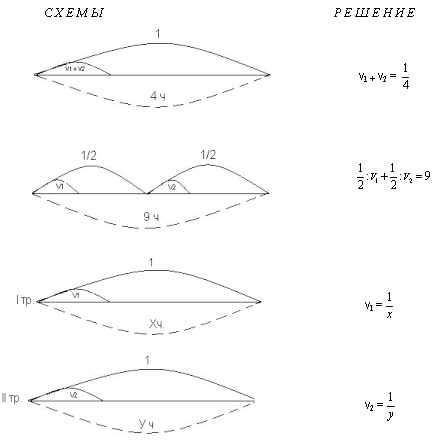 СХЕМЫ РЕШЕНИЕ
1
v₁+v₂
4 ч
v₁ + v₂ = 1/4
1/2 1/2
v1 v2
9 ч
1/2 : v₁ + 1/2 : v₂ = 9
1
I тр. v1
Xч.
v₁ = 1/x
1
II тр. v2
У ч
v₂ = 1/y